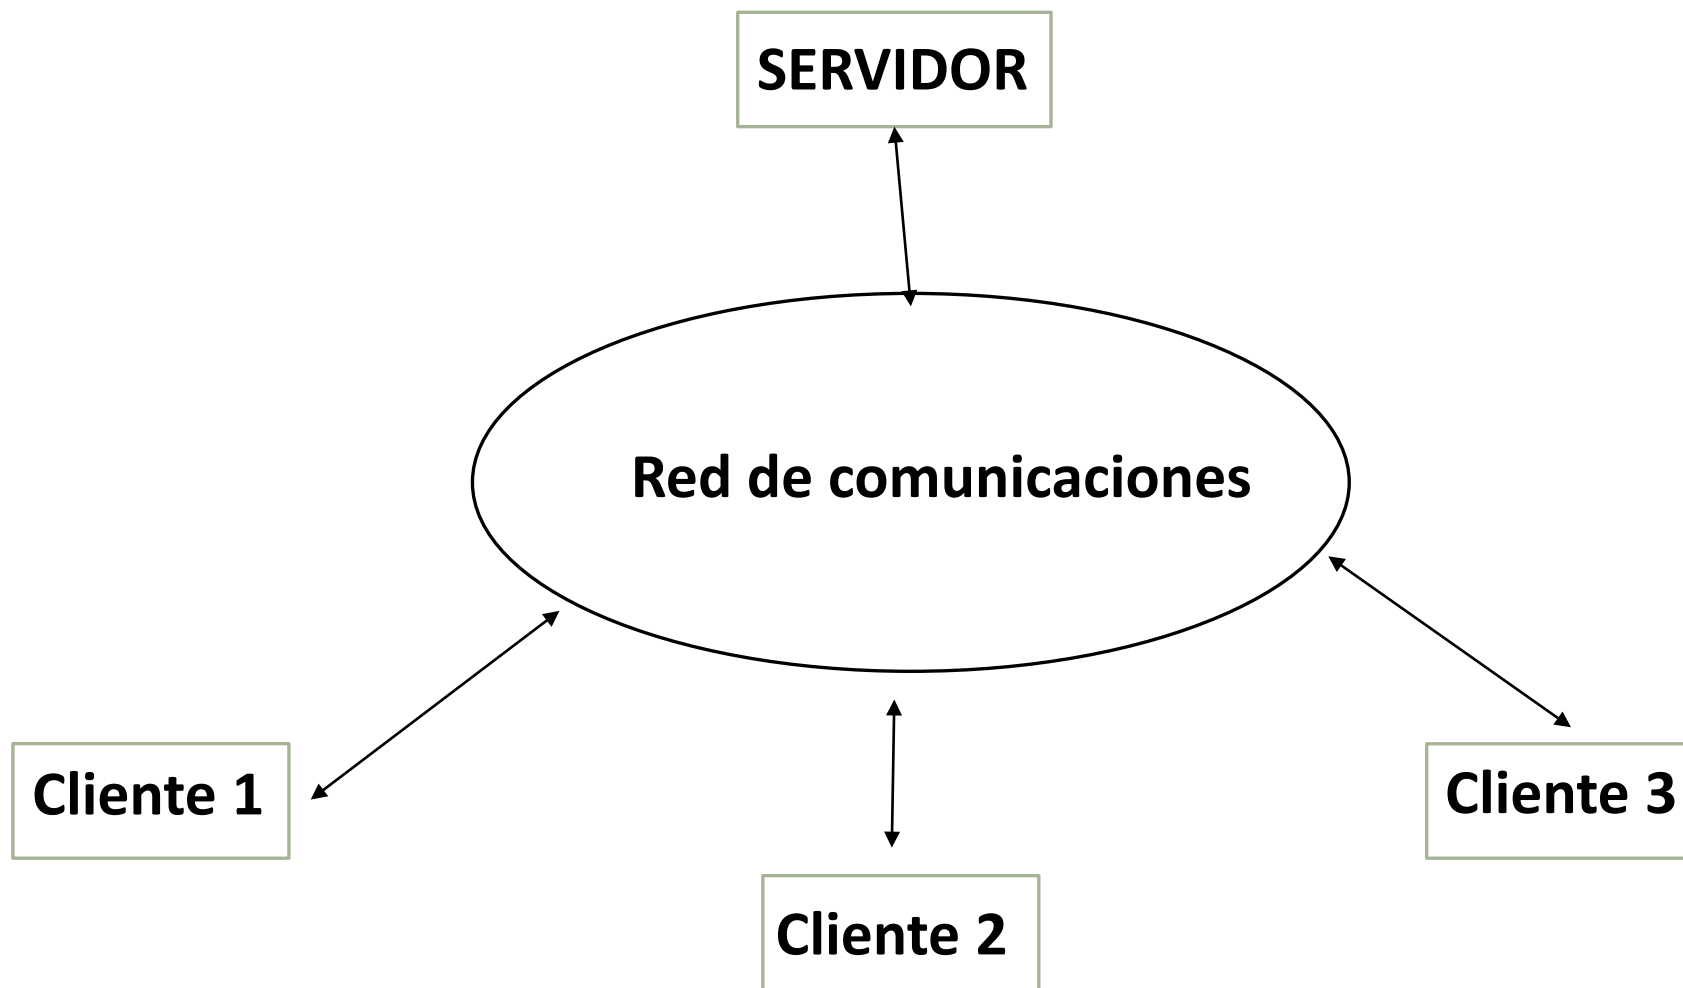 SERVIDOR
Red de comunicaciones
Cliente 1
Cliente 3
Cliente 2